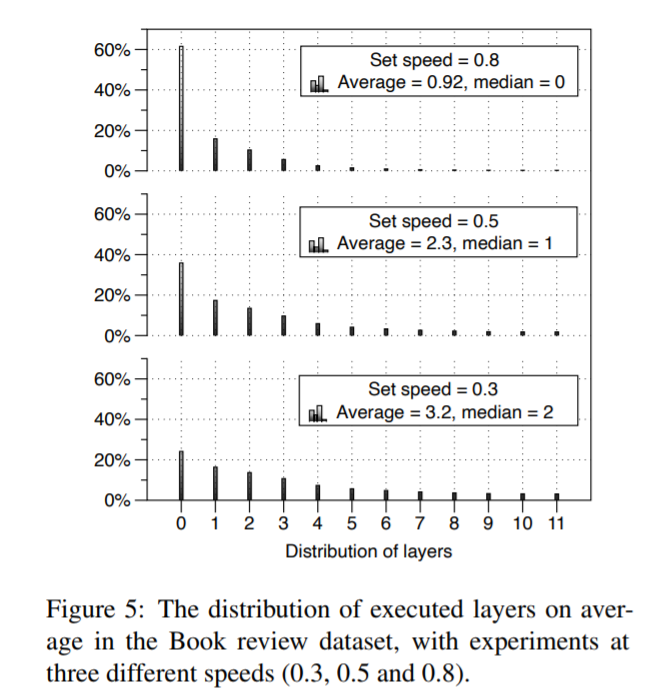 60%
40%
20%
0%
Set speed = 0.8
Average = 0.92, median = 0
60%
40%
20%
0%
Set speed = 0.5
Average = 2.3, median = 1
60%
40%
20%
0%
Set speed = 0.3
Average = 3.2, median = 2
0 1 2 3 4 5 6 7 8 9 10 11
Distribution of layers
Figure 5: The distribution of executed layers on aver-
age in the Book review dataset, with experiments at
three different speeds (0.3, 0.5 and 0.8).